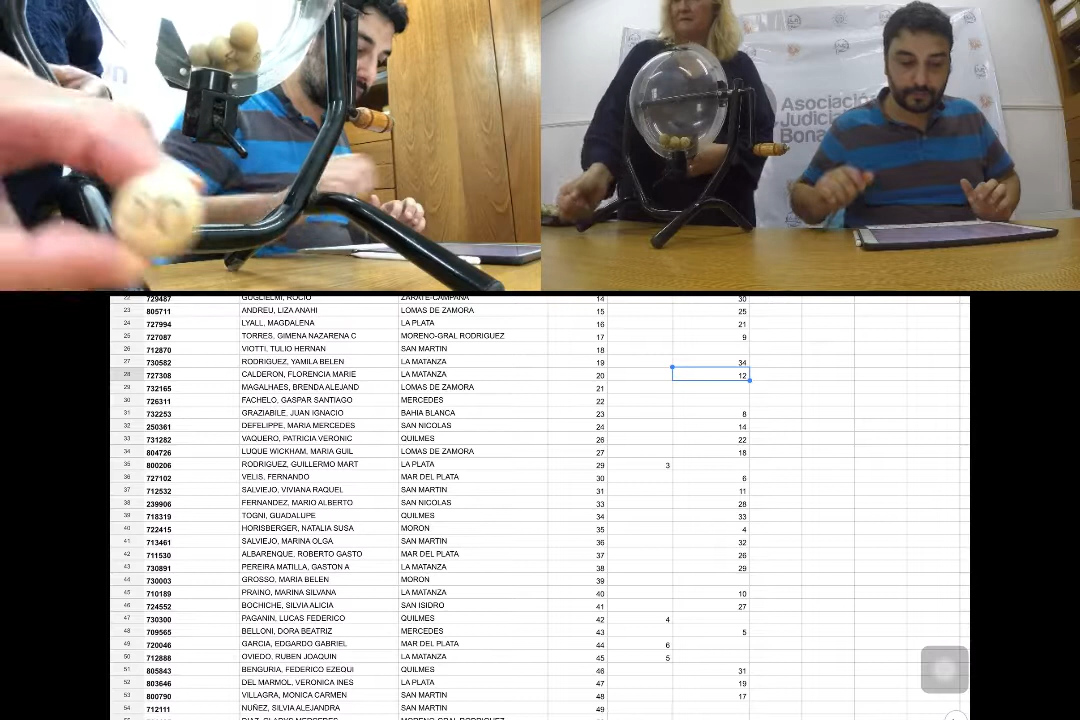 Asociación
Judicial
Bona
22 729487 GUGLIELMI, ROCIO ZARATE-CAMPANA 14 30
23 805711 ANDREU, LIZA ANAHI LOMAS DE ZAMORA 15 25
24 727994 LYALL, MAGDALENA LA PLATA 16 21
25 727087 TORRES, GIMENA NAZARENA C MORENO-GRAL RODRIGUEZ 17 9
26 712870 VIOTTI, TULIO HERNAN SAN MARTIN 18
27 730582 RODRIGUEZ, YAMILA BELEN LA MATANZA 19 34
28 727308 CALDERON, FLORENCIA MARIE LA MATANZA 20 12
29 732165 MAGALHAES, BRENDA ALEJAND LOMAS DE ZAMORA 21
30 726311 FACHELO, GASPAR SANTIAGO MERCEDES 22
31 732253 GRAZIABILE, JUAN IGNACIO BAHIA BLANCA 23 8
32 250361 DEFELIPPE, MARIA MERCEDES SAN NICOLAS 24 14
33 731282 VAQUERO, PATRICIA VERONIC QUILMES 26 22
34 804726 LUQUE WICKHAM, MARIA GUIL LOMAS DE ZAMORA 27 18
35 800206 RODRIGUEZ, GUILLERMO MART LA PLATA 29 3
36 727102 VELIS, FERNANDO MAR DEL PLATA 30 6
37 712532 SALVIEJO, VIVIANA RAQUEL SAN MARTIN 31 11
38 239906 FERNANDEZ, MARIO ALBERTO SAN NICOLAS 33 28
39 718319 TOGNI, GUADALUPE QUILMES 34 33
40 722415 HORISBERGER, NATALIA SUSA MORON 35 4
41 713461 SALVIEJO, MARINA OLGA SAN MARTIN 36 32
42 711530 ALBARENQUE, ROBERTO GASTO MAR DEL PLATA 37 26
43 730891 PEREIRA MATILLA, GASTON A LA MATANZA 38 29
44 730003 GROSSO, MARIA BELEN MORON 39
45 710189 PRAINO, MARINA SILVANA LA MATANZA 40 10
46 724552 BOCHICHE, SILVIA ALICIA SAN ISIDRO 41 27
47 730300 PAGANIN, LUCAS FEDERICO QUILMES 42 4
48 709565 BELLONI, DORA BEATRIZ MERCEDES 43 5
49 720046 GARCIA, EDGARDO GABRIEL MAR DEL PLATA 44 6
50 712888 OVIEDO, RUBEN JOAQUIN LA MATANZA 45 5
51 805843 BENGURIA, FEDERICO EZEQUI QUILMES 46 31
52 803646 DEL MARMOL, VERONICA INES LA PLATA 47 19
53 800790 VILLAGRA, MONICA CARMEN SAN MARTIN 48 17
54 712111 NUÑEZ, SILVIA ALEJANDRA SAN MARTIN 49